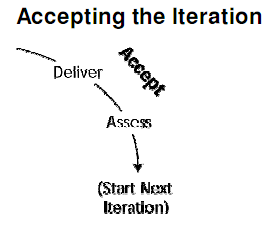 Accepting the Iteration
Accept
Deliver
Assess
(Start Next
Iteration)